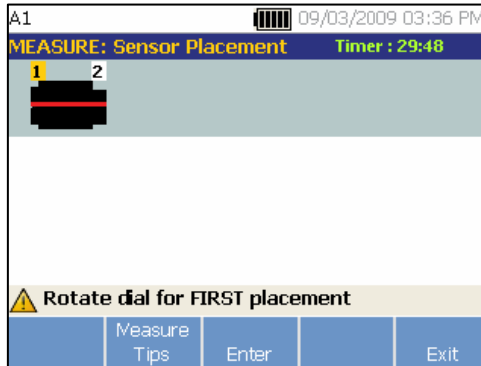 A1 09/03/2009 03:36 PM
MEASURE: Sensor Placement Timer : 29:48
1 2
Rotate dial for FIRST placement
Measure
Tips Enter Exit